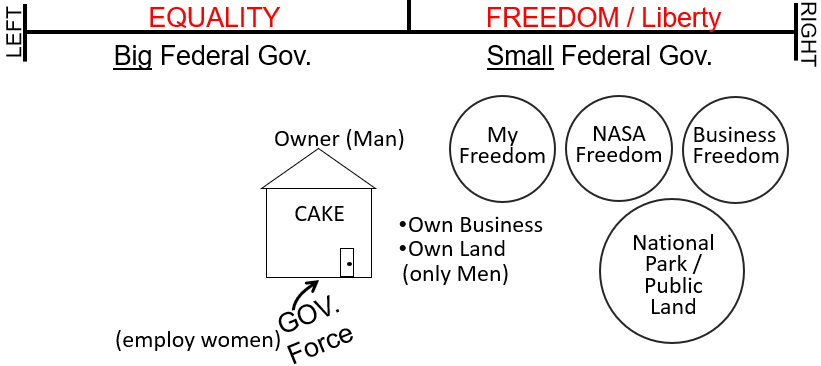 LEFT
EQUALITY
FREEDOM / Liberty
RIGHT
Big Federal Gov.
Small Federal Gov.
Owner (Man)
CAKE
•Own Business
•Own Land
(only Men)
GOV.
Force
(employ women)
My
Freedom
NASA
Freedom
Business
Freedom
National
Park /
Public
Land